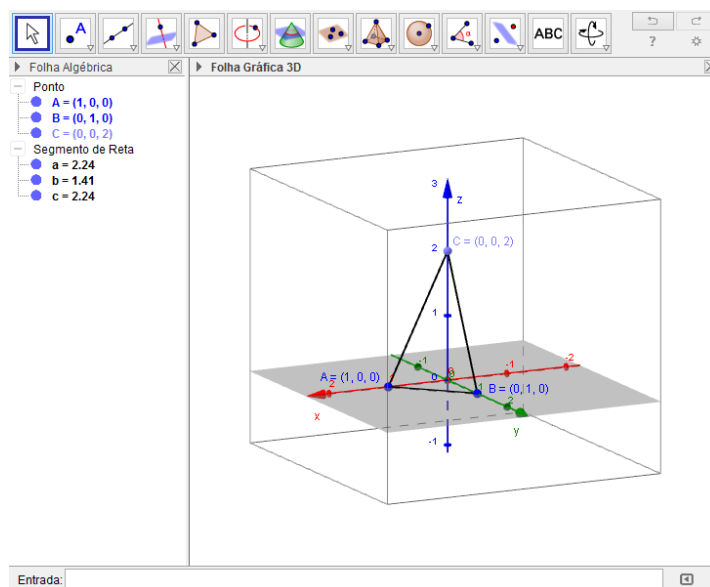 A
α
ABC
?
Folha Algébrica
Folha Gráfica 3D
Ponto
A = (1, 0, 0)
B = (0, 1, 0)
C = (0, 0, 2)
Segmento de Reta
a = 2.24
b = 1.41
c = 2.24
3
z
2
C = (0, 0, 2)
1
-1
-1
-2
0
0
A = (1, 0, 0)
2
1
B = (0, 1, 0)
2
x
y
-1
Entrada: